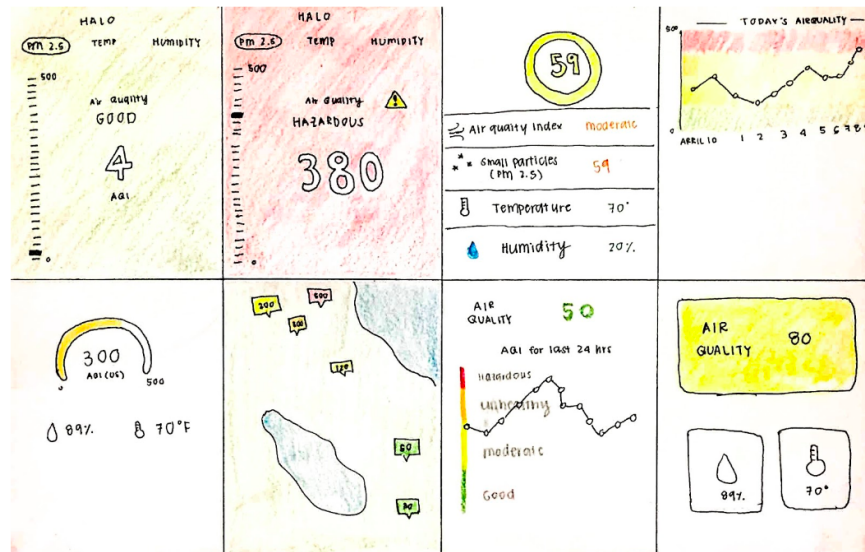 HALO
PM 2.5 TEMP HUMIDITY
500
Air quality
GOOD
4
AQI
0
HALO
PM 2.5 TEMP HUMIDITY
500
Air Quality
HAZARDOUS
380
0
59
Air quality index moderate
small particles 59
(PM 2.5)
Temperature 70°
Humidity 20%
TODAY'S AIRQUALITY
500
0
APRIL 10 1 2 3 4 5 6 7 8
300
AQI (US)
0 500
89% 70°F
200
500
300
120
60
AIR
QUALITY 50
AQI for last 24 hrs
Hazardous
unhealthy
moderate
Good
AIR
QUALITY 80
89% 70°